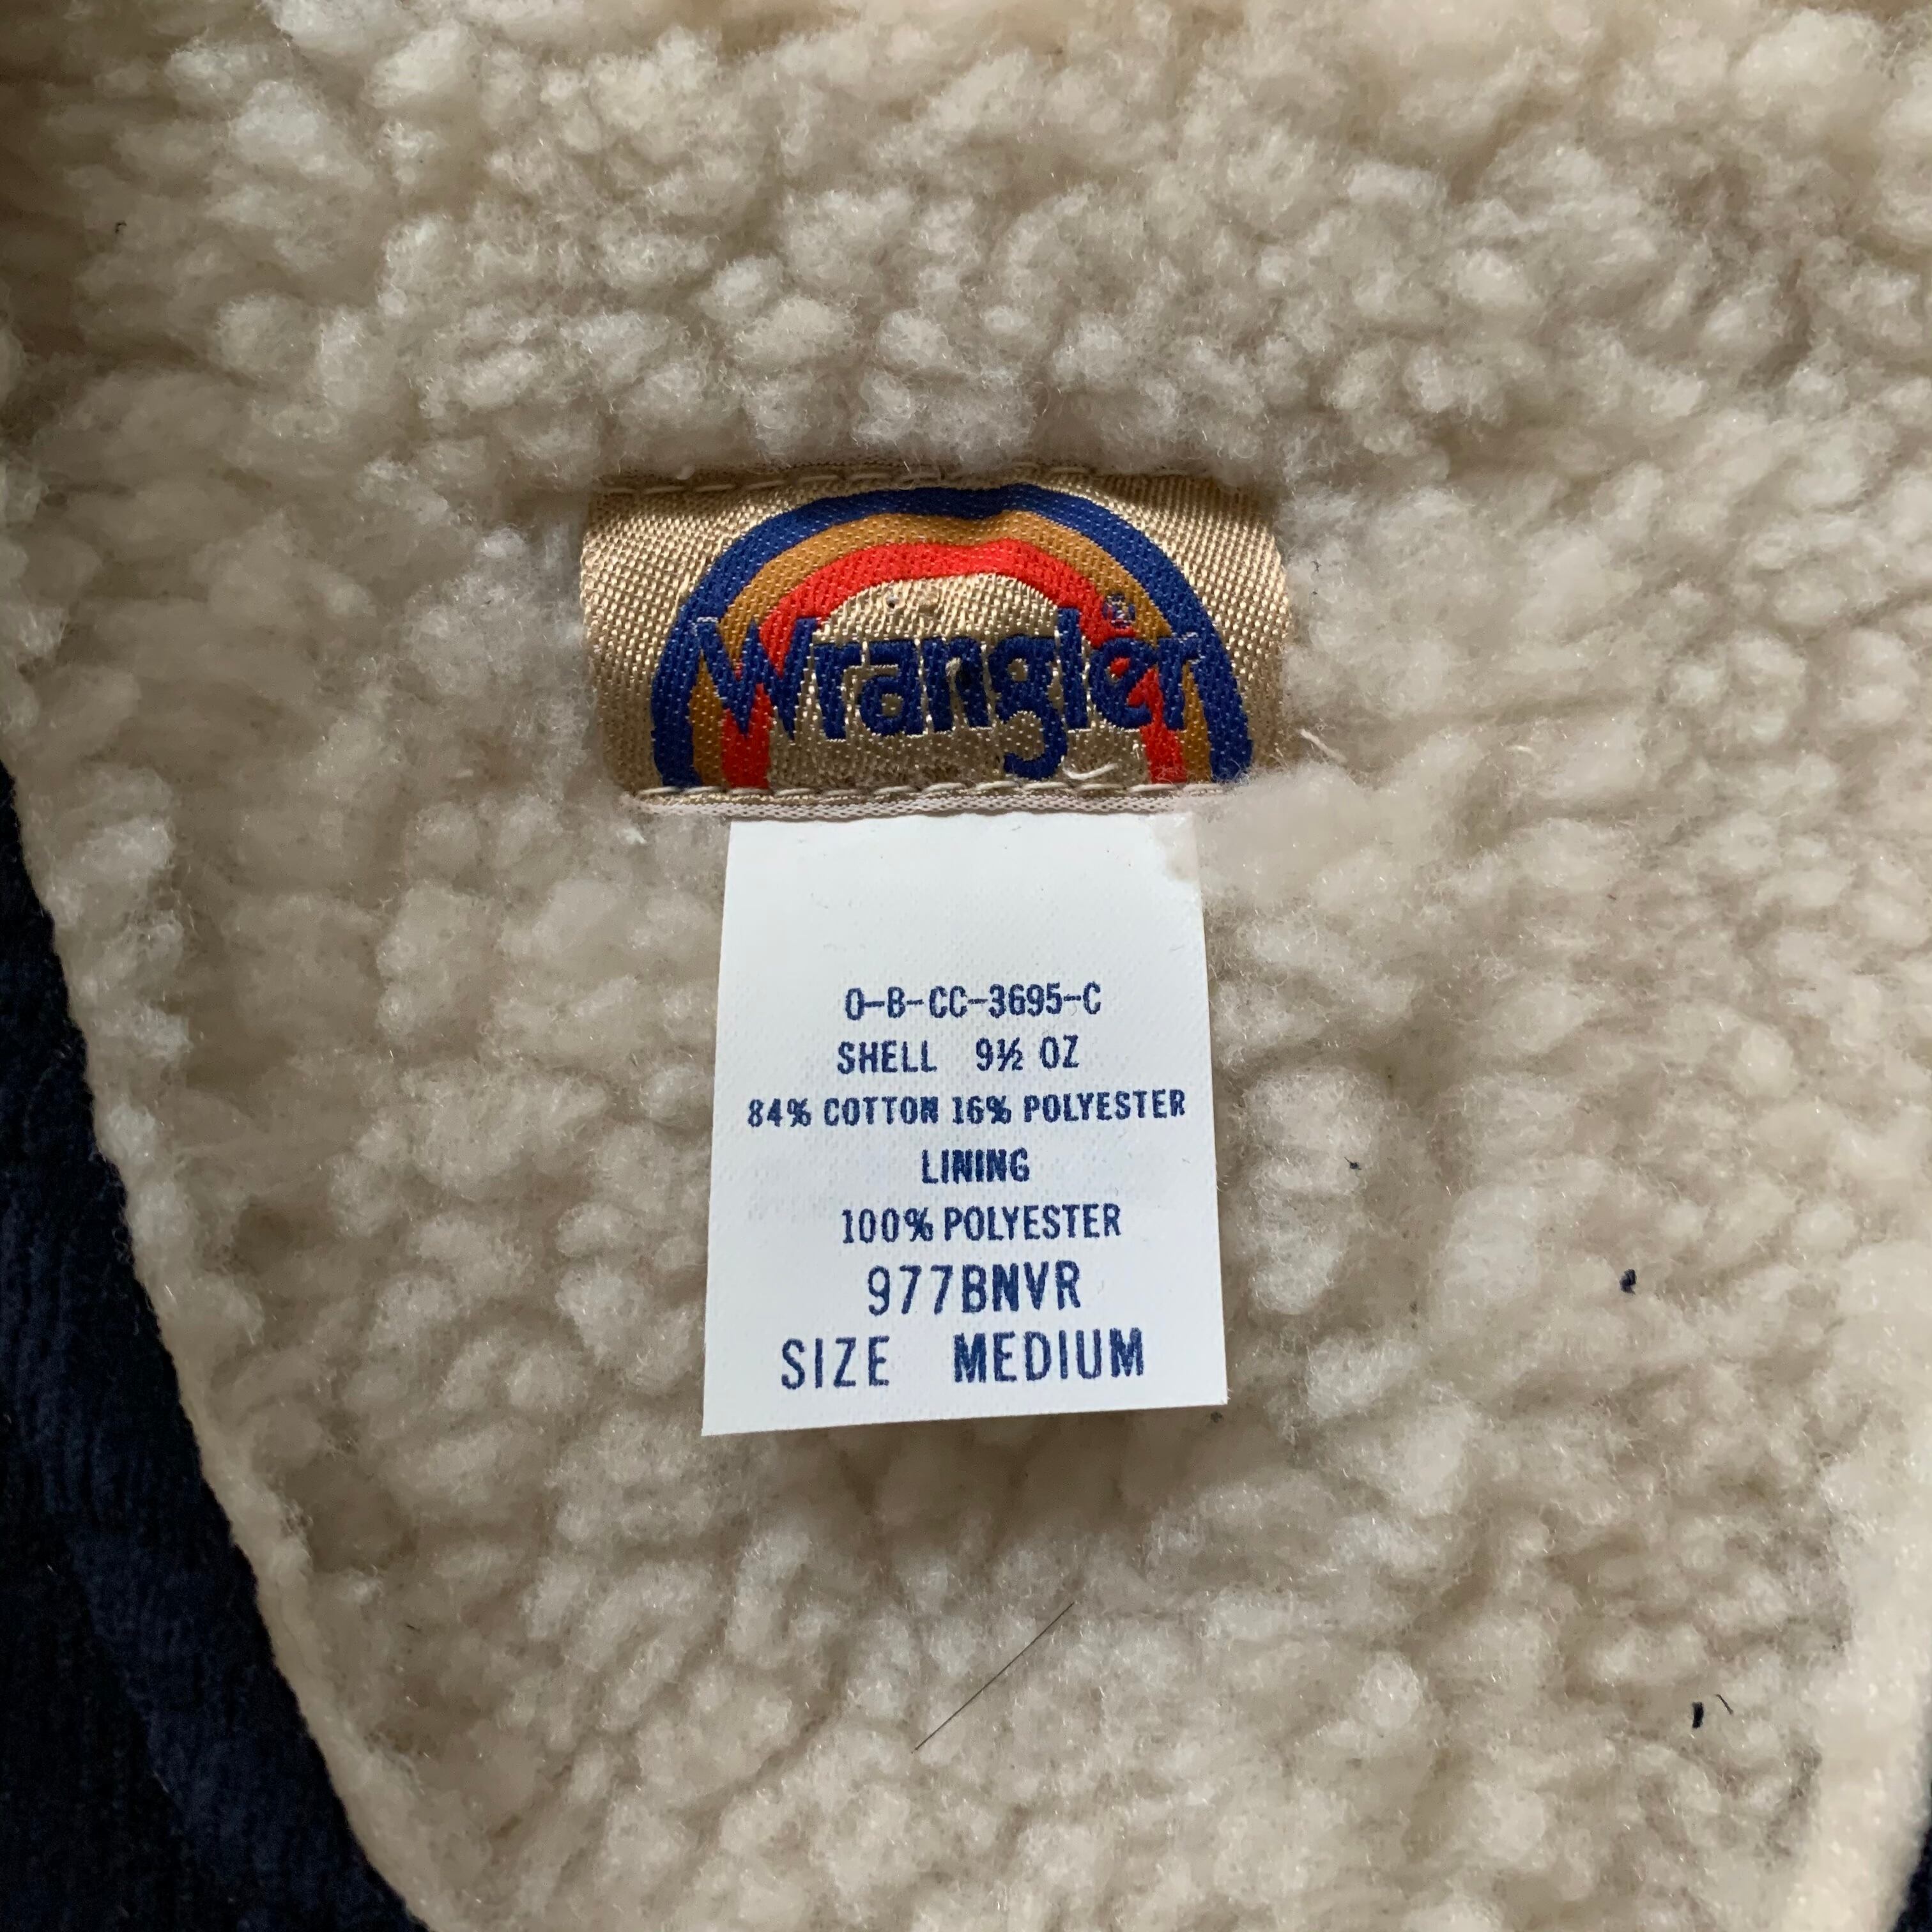 Wrangler®
0-B-CC-3695-C
SHELL 9½ OZ
84% COTTON 16% POLYESTER
LINING
100% POLYESTER
977BNVR
SIZE MEDIUM